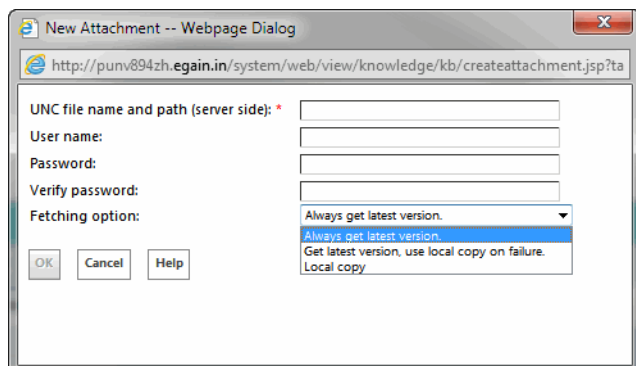 New Attachment -- Webpage Dialog
http://punv894zh.egain.in/system/web/view/knowledge/kb/createattachment.jsp?ta
UNC file name and path (server side): *
User name:
Password:
Verify password:
Fetching option: Always get latest version.
Always get latest version.
Get latest version, use local copy on failure.
Local copy
OK Cancel Help